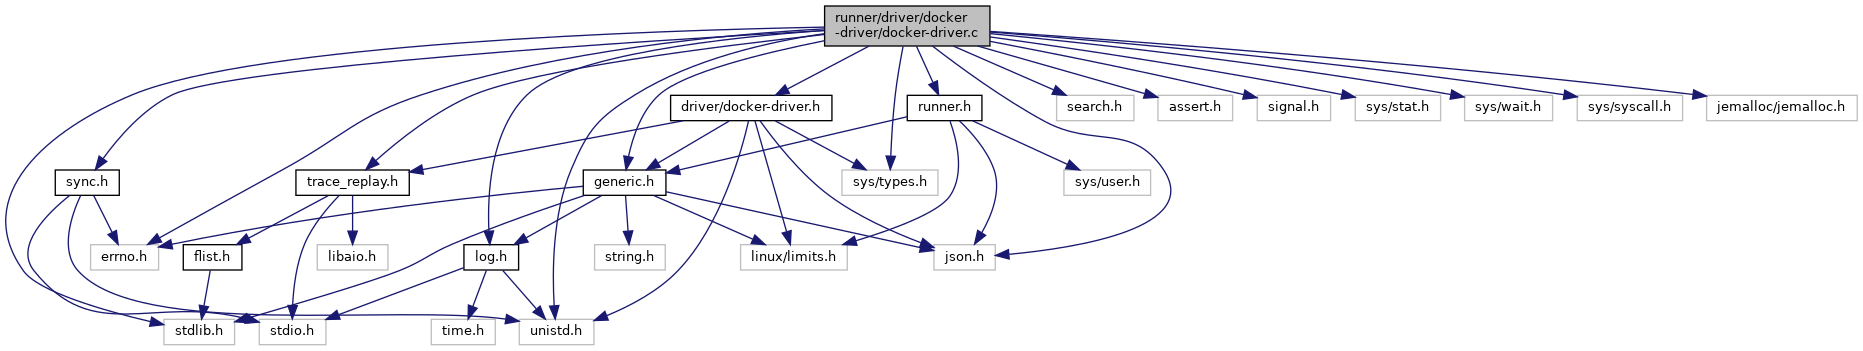 runner/driver/docker
-driver/docker-driver.c
driver/docker-driver.h
runner.h
search.h
assert.h
signal.h
sys/stat.h
sys/wait.h
sys/syscall.h
jemalloc/jemalloc.h
sync.h
trace_replay.h
generic.h
sys/types.h
sys/user.h
errno.h
flist.h
libaio.h
log.h
string.h
linux/limits.h
json.h
stdlib.h
stdio.h
time.h
unistd.h